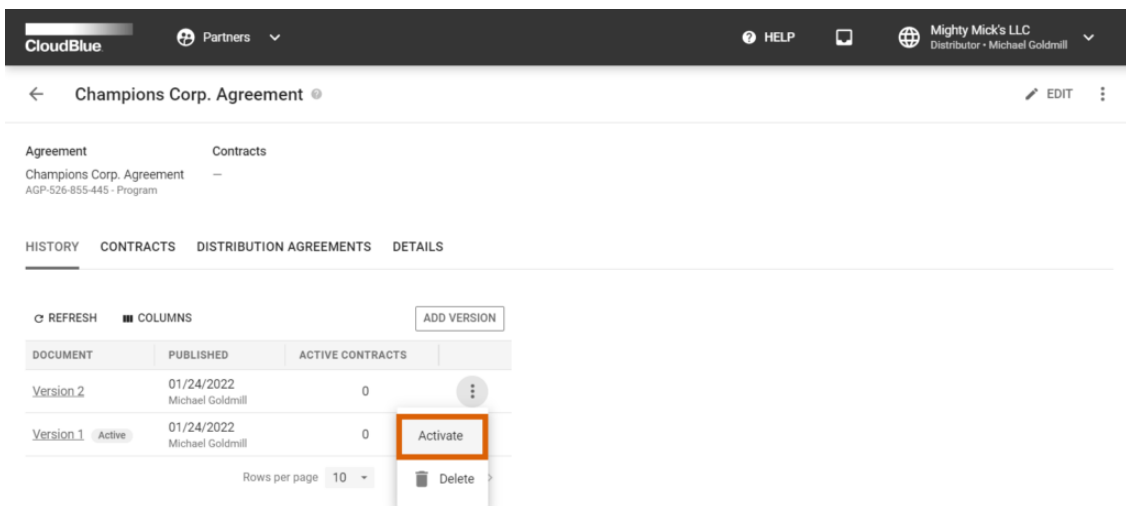 CloudBlue
Partners
HELP
Mighty Mick's LLC
Distributor • Michael Goldmill
Champions Corp. Agreement
EDIT
Agreement
Contracts
Champions Corp. Agreement
—
AGP-526-855-445 - Program
HISTORY
CONTRACTS
DISTRIBUTION AGREEMENTS
DETAILS
REFRESH
COLUMNS
ADD VERSION
DOCUMENT
PUBLISHED
ACTIVE CONTRACTS
Version 2
01/24/2022
Michael Goldmill
0
Version 1
Active
01/24/2022
Michael Goldmill
0
Activate
Rows per page
10
Delete